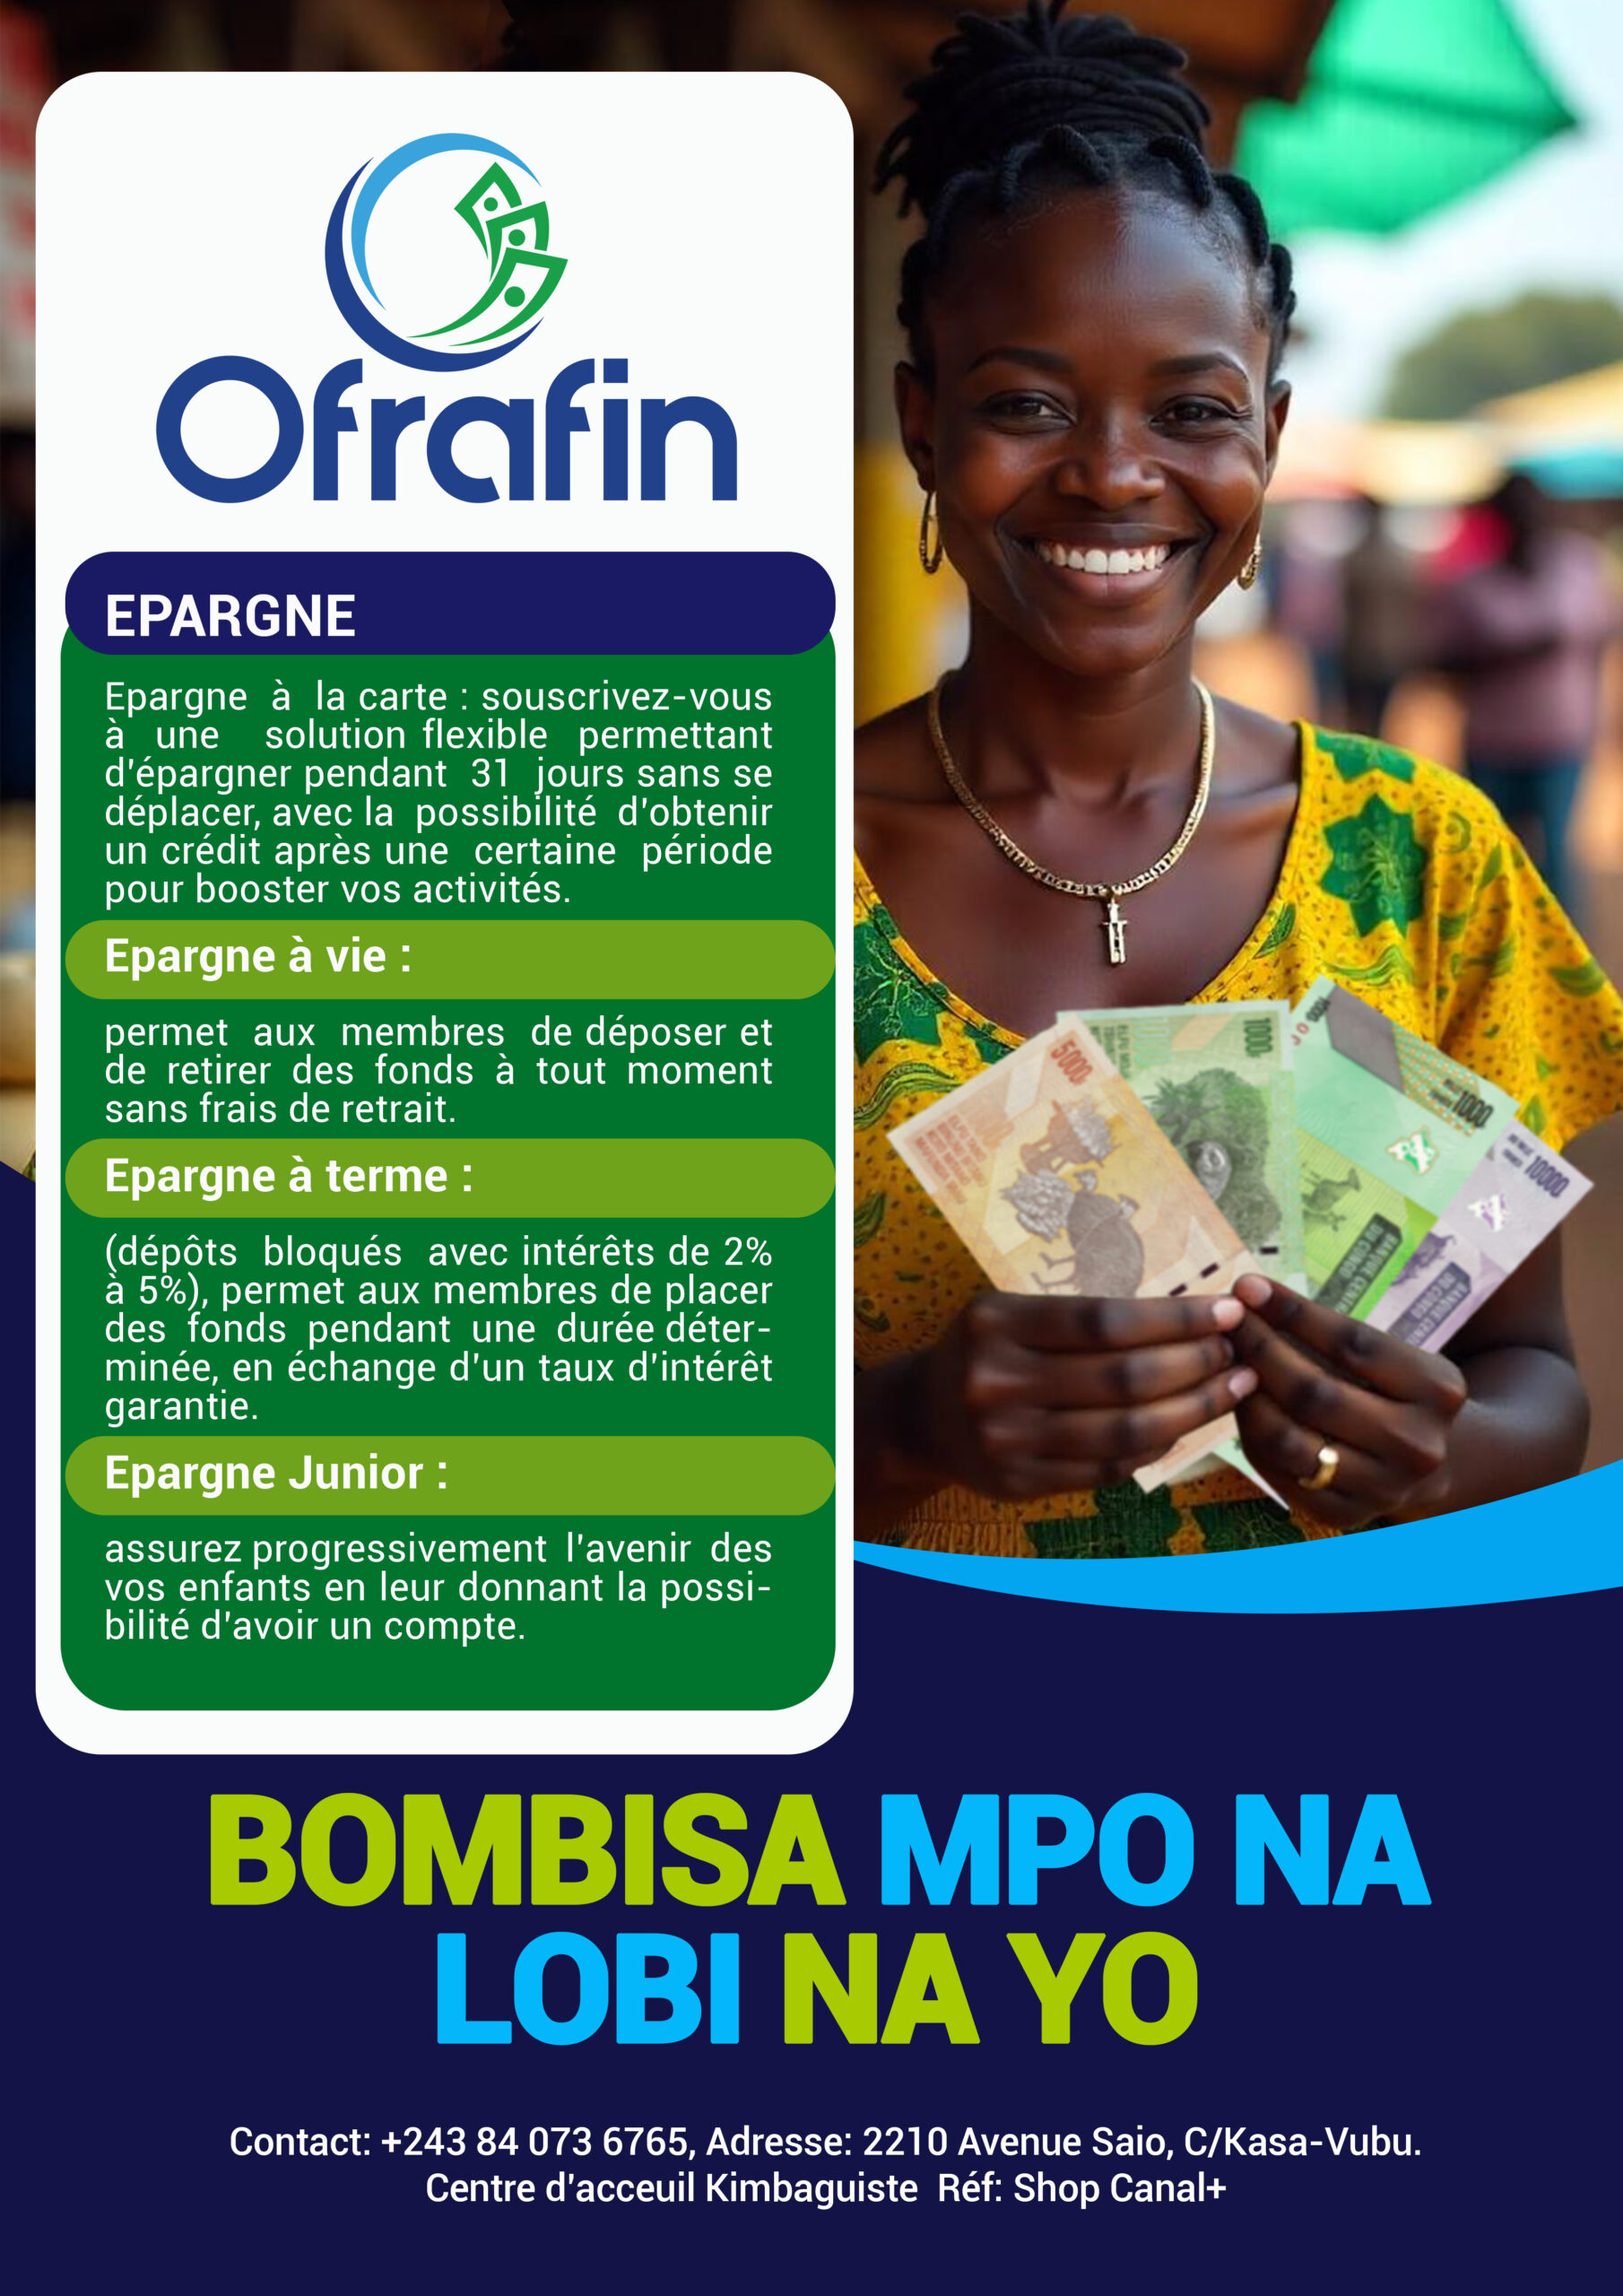 Ofrafin
EPARGNE
Epargne à la carte : souscrivez-vous
à une solution flexible permettant
d'épargner pendant 31 jours sans se
déplacer, avec la possibilité d'obtenir
un crédit après une certaine période
pour booster vos activités.
Epargne à vie :
permet aux membres de déposer et
de retirer des fonds à tout moment
sans frais de retrait.
Epargne à terme :
(dépôts bloqués avec intérêts de 2%
à 5%), permet aux membres de placer
des fonds pendant une durée déter-
minée, en échange d'un taux d'intérêt
garantie.
Epargne Junior :
assurez progressivement l'avenir des
vos enfants en leur donnant la possi-
bilité d'avoir un compte.
5000
1000
1000
10000
BOMBISA MPO NA
LOBI NA YO
Contact: +243 84 073 6765, Adresse: 2210 Avenue Saio, C/Kasa-Vubu.
Centre d'acceuil Kimbaguiste Réf: Shop Canal+